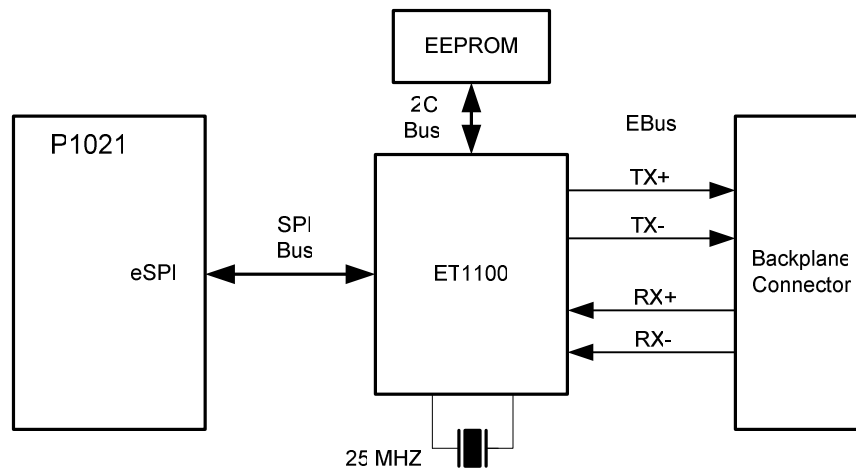 EEPROM
2C
Bus
EBus
P1021
TX+
SPI
Bus
TX-
Backplane
Connector
eSPI
ET1100
RX+
RX-
25 MHZ